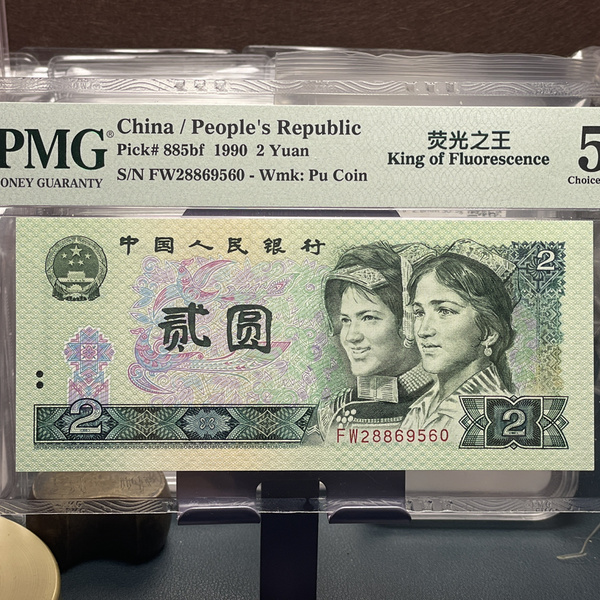 PMG®
ONEY GUARANTY
China / People's Republic
Pick# 885bf 1990 2 Yuan
S/N FW28869560 - Wmk: Pu Coin
荧光之王
King of Fluorescence
5
Choice
中国人民银行
贰圆
2
2
2
FW28869560